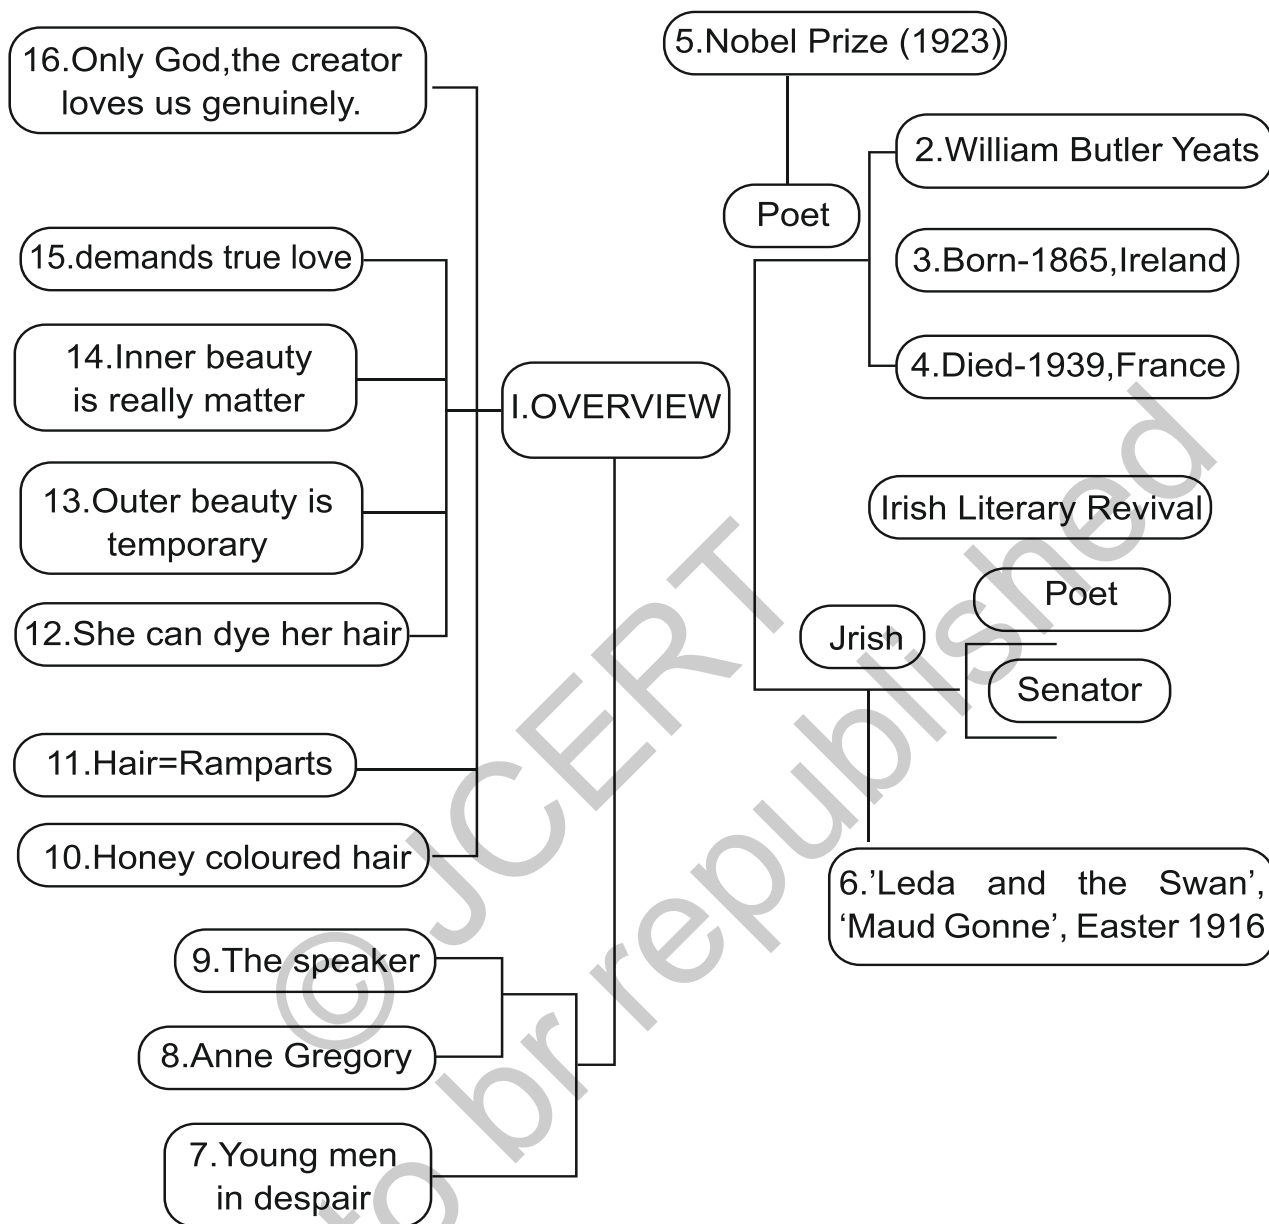 16.Only God,the creator
loves us genuinely.
15.demands true love
14.Inner beauty
is really matter
13.Outer beauty is
temporary
12.She can dye her hair
11.Hair=Ramparts
10.Honey coloured hair
9.The speaker
8.Anne Gregory
7.Young men
in despair
I.OVERVIEW
5.Nobel Prize (1923)
Poet
2.William Butler Yeats
3.Born-1865,Ireland
4.Died-1939,France
Irish Literary Revival
Poet
Jrish
Senator
6.’Leda and the Swan’,
‘Maud Gonne’, Easter 1916
© JCERT
to br republished